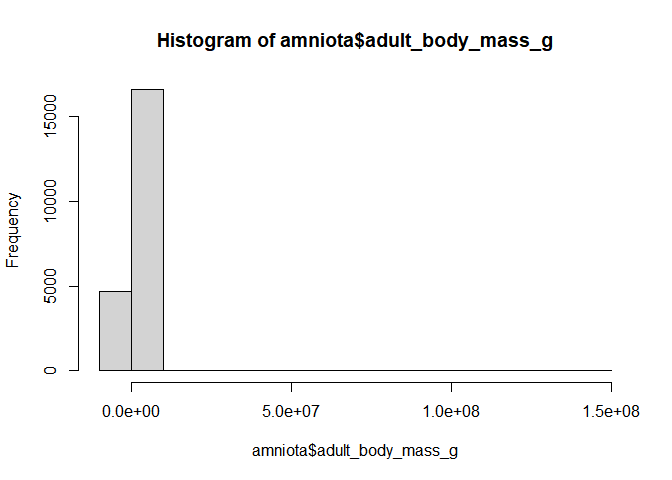 Histogram of amniota$adult_body_mass_g
Frequency
15000
10000
5000
0
0.0e+00 5.0e+07 1.0e+08 1.5e+08
amniota$adult_body_mass_g